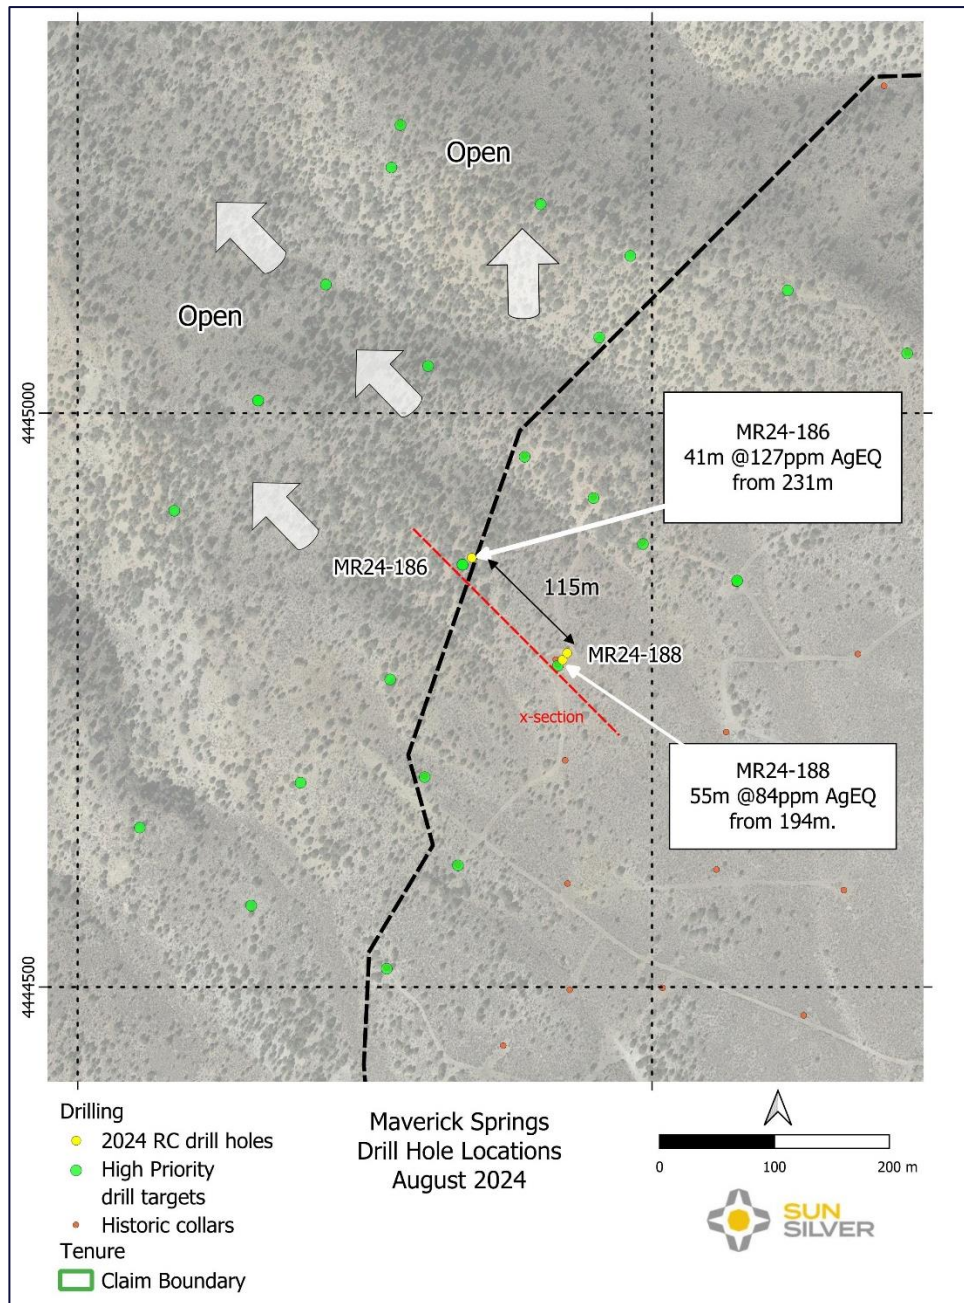 Open
Open
4445000
MR24-186
41m @127ppm AgEQ
from 231m
MR24-186
115m
MR24-188
x-section
MR24-188
55m @84ppm AgEQ
from 194m.
4444500
Drilling
2024 RC drill holes
High Priority
drill targets
Historic collars
Tenure
Claim Boundary
Maverick Springs
Drill Hole Locations
August 2024
0 100 200 m
SUN
SILVER